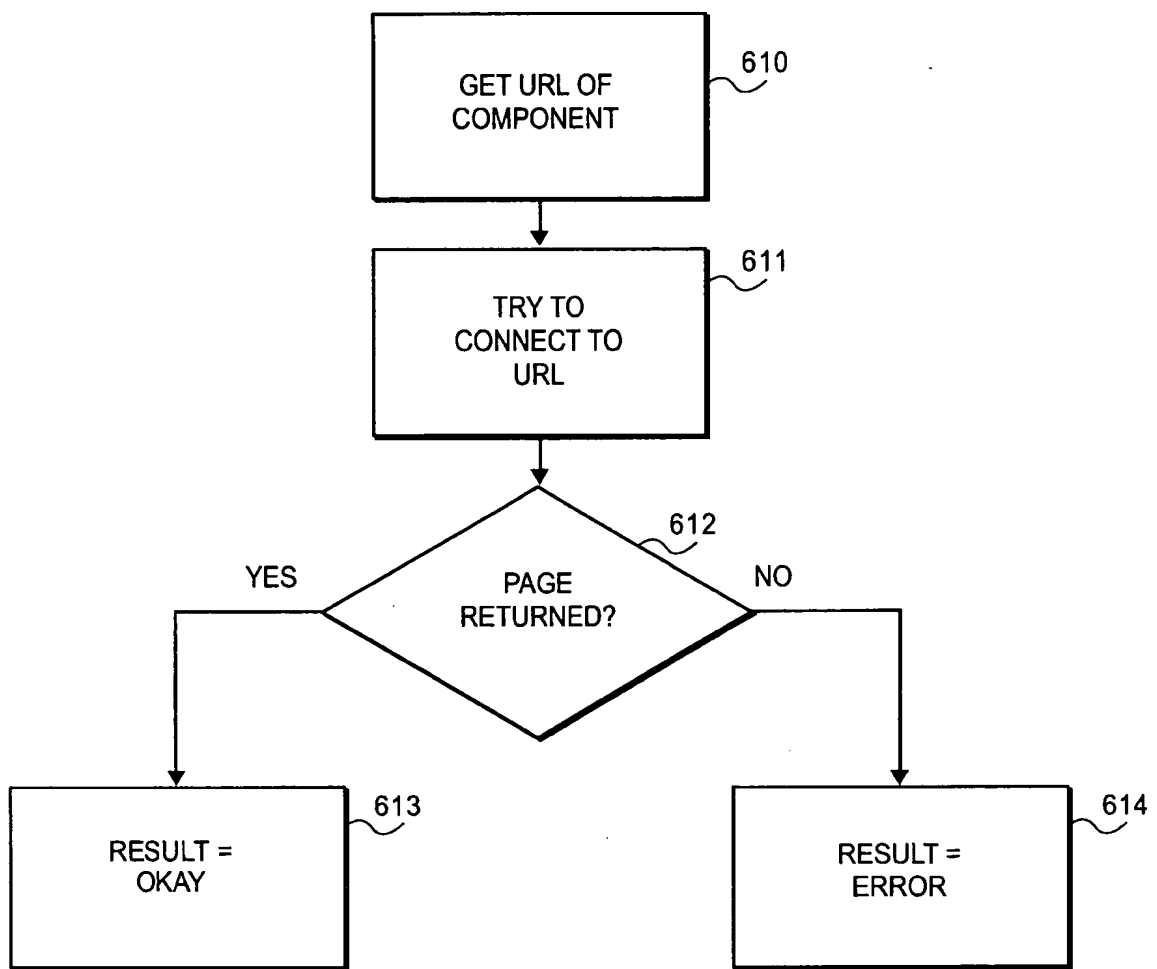 GET URL OF
COMPONENT
610
TRY TO
CONNECT TO
URL
611
612
YES
PAGE
RETURNED?
NO
RESULT =
OKAY
613
RESULT =
ERROR
614